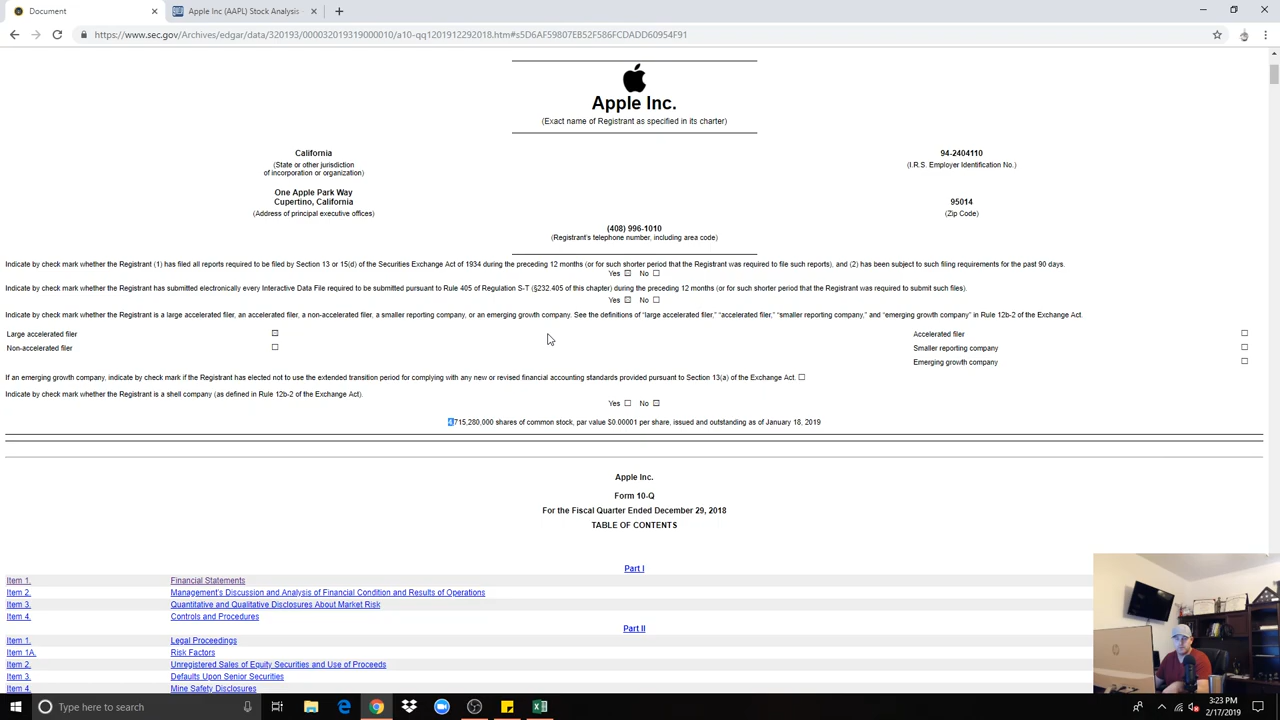 Document
Apple Inc (AAPL) Stock Analysis
https://www.sec.gov/Archives/edgar/data/320193/000032019319000010/a10-qq1201912292018.htm#s5D6AF59807EB52F586FCDADD60954F91
Apple Inc.
(Exact name of Registrant as specified in its charter)
California
94-2404110
(State or other jurisdiction
of incorporation or organization)
(I.R.S. Employer Identification No.)
One Apple Park Way
Cupertino, California
95014
(Address of principal executive offices)
(Zip Code)
(408) 996-1010
(Registrant's telephone number, including area code)
Indicate by check mark whether the Registrant (1) has filed all reports required to be filed by Section 13 or 15(d) of the Securities Exchange Act of 1934 during the preceding 12 months (or for such shorter period that the Registrant was required to file such reports), and (2) has been subject to such filing requirements for the past 90 days.
Yes ☒ No ☐
Indicate by check mark whether the Registrant has submitted electronically every Interactive Data File required to be submitted pursuant to Rule 405 of Regulation S-T (§232.405 of this chapter) during the preceding 12 months (or for such shorter period that the Registrant was required to submit such files).
Yes ☒ No ☐
Indicate by check mark whether the Registrant is a large accelerated filer, an accelerated filer, a non-accelerated filer, a smaller reporting company, or an emerging growth company. See the definitions of “large accelerated filer,” “accelerated filer,” “smaller reporting company,” and “emerging growth company” in Rule 12b-2 of the Exchange Act.
Large accelerated filer ☒ Accelerated filer ☐
Non-accelerated filer ☐ Smaller reporting company ☐
Emerging growth company ☐
If an emerging growth company, indicate by check mark if the Registrant has elected not to use the extended transition period for complying with any new or revised financial accounting standards provided pursuant to Section 13(a) of the Exchange Act. ☐
Indicate by check mark whether the Registrant is a shell company (as defined in Rule 12b-2 of the Exchange Act).
Yes ☐ No ☒
4,715,280,000 shares of common stock, par value $0.00001 per share, issued and outstanding as of January 18, 2019
Apple Inc.
Form 10-Q
For the Fiscal Quarter Ended December 29, 2018
TABLE OF CONTENTS
Part I
Item 1. Financial Statements
Item 2. Management's Discussion and Analysis of Financial Condition and Results of Operations
Item 3. Quantitative and Qualitative Disclosures About Market Risk
Item 4. Controls and Procedures
Part II
Item 1. Legal Proceedings
Item 1A. Risk Factors
Item 2. Unregistered Sales of Equity Securities and Use of Proceeds
Item 3. Defaults Upon Senior Securities
Item 4. Mine Safety Disclosures
Type here to search
3:23 PM
2/17/2019